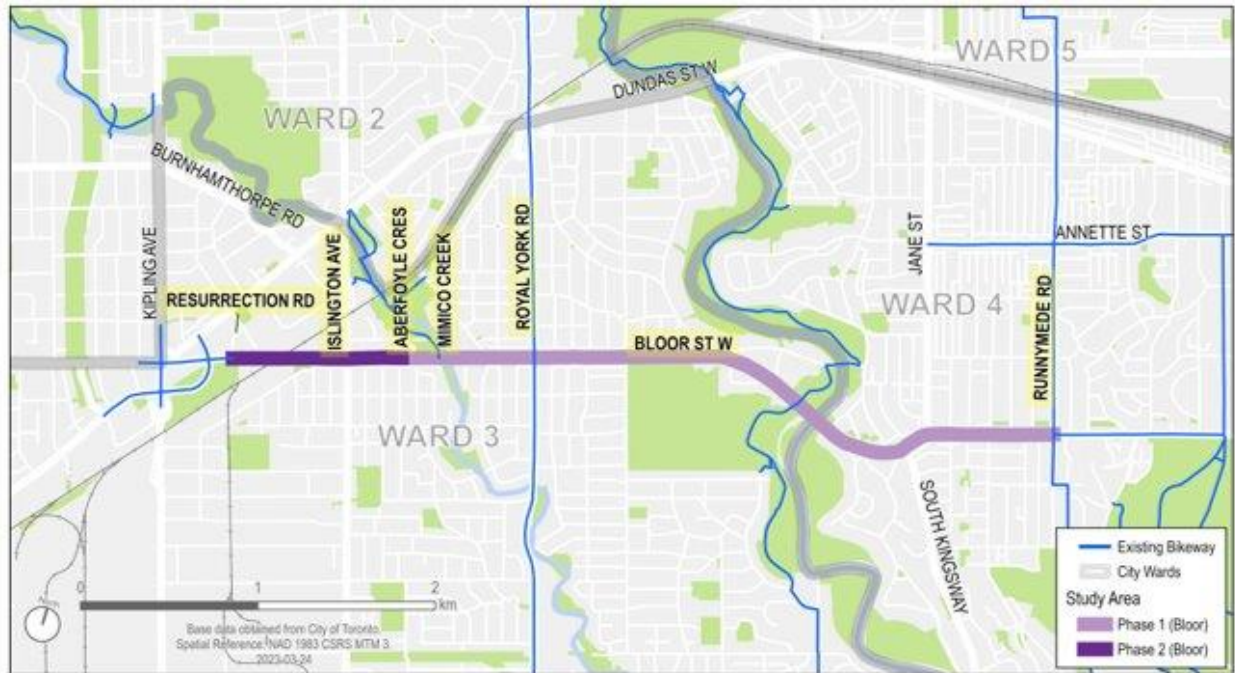 WARD 5
DUNDAS ST W
WARD 2
BURNHAMTHORPE RD
KIPLING AVE
ISLINGTON AVE
ABERFOYLE CRES
MIMICO CREEK
ROYAL YORK RD
JANE ST
ANNETTE ST
RESURRECTION RD
WARD 4
BLOOR ST W
RUNNYMEDE RD
WARD 3
SOUTH KINGSWAY
Existing Bikeway
City Wards
Study Area
Phase 1 (Bloor)
Phase 2 (Bloor)
0 1 2
km
Base data obtained from City of Toronto.
Spatial Reference: NAD 1983 CSRS MTM 3.
2023-03-24